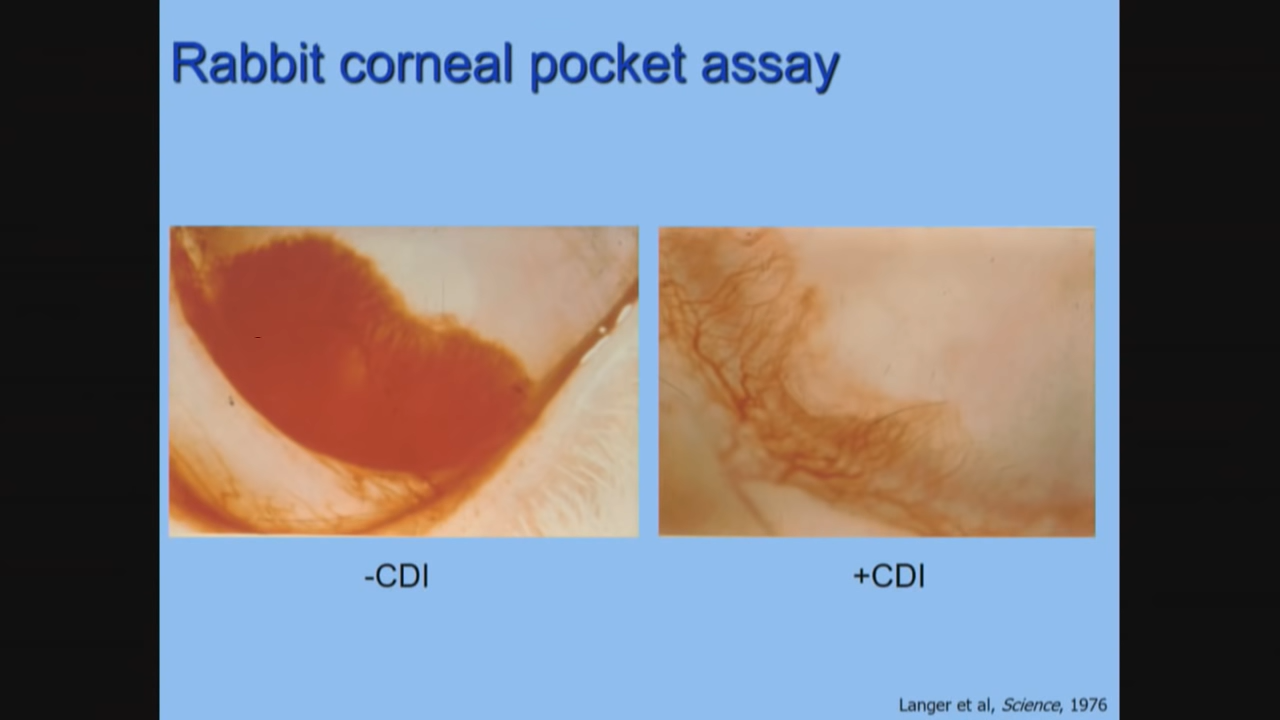 Rabbit corneal pocket assay
-CDI
+CDI
Langer et al, Science, 1976